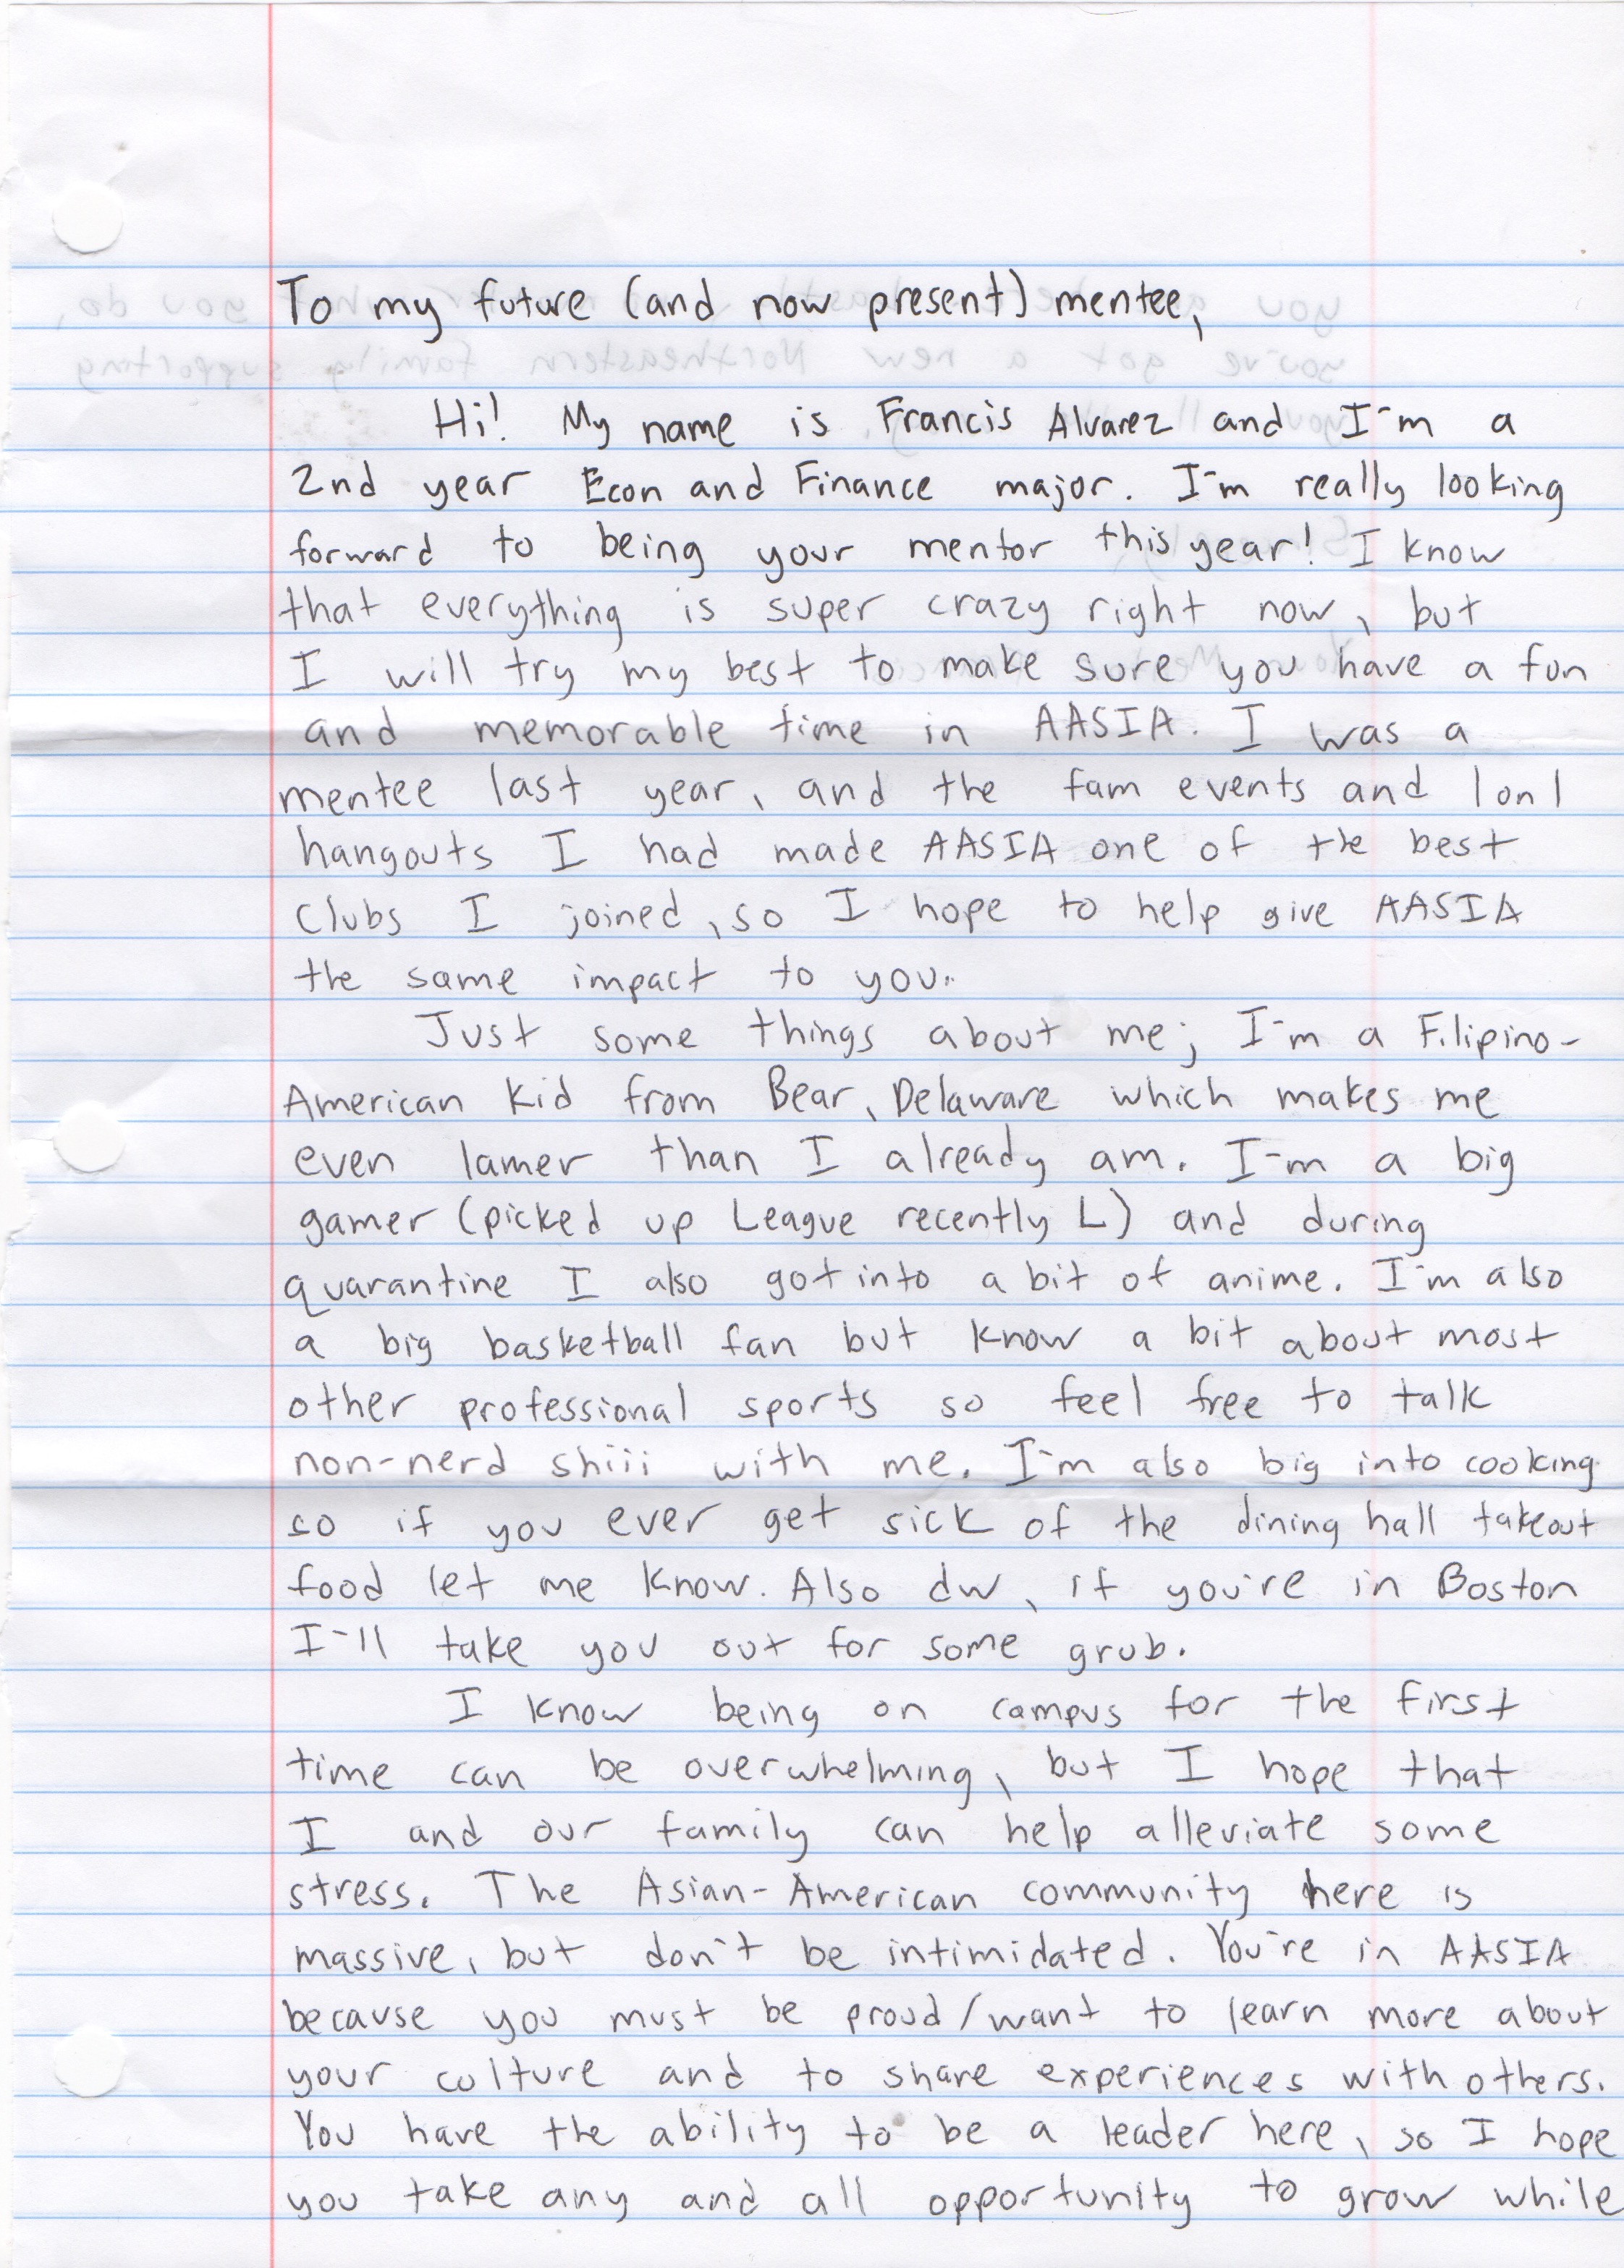 To my future (and now present) mentee,
Hi! My name is Francis Alvarez and I'm a
2nd year Econ and Finance major. I'm really looking
forward to being your mentor this year! I know
that everything is super crazy right now, but
I will try my best to make sure you have a fun
and memorable time in AASIA. I was a
mentee last year, and the fam events and 1on1
hangouts I had made AASIA one of the best
clubs I joined, so I hope to help give AASIA
the same impact to you.
Just some things about me; I'm a Filipino-
American kid from Bear, Delaware which makes me
even lamer than I already am. I'm a big
gamer (picked up League recently L) and during
quarantine I also got into a bit of anime. I'm also
a big basketball fan but know a bit about most
other professional sports so feel free to talk
non-nerd shiii with me. I'm also big into cooking
so if you ever get sick of the dining hall takeout
food let me know. Also dw, if you're in Boston
I'll take you out for some grub.
I know being on campus for the first
time can be overwhelming, but I hope that
I and our family can help alleviate some
stress. The Asian-American community here is
massive, but don't be intimidated. You're in AASIA
because you must be proud/want to learn more about
your culture and to share experiences with others.
You have the ability to be a leader here, so I hope
you take any and all opportunity to grow while